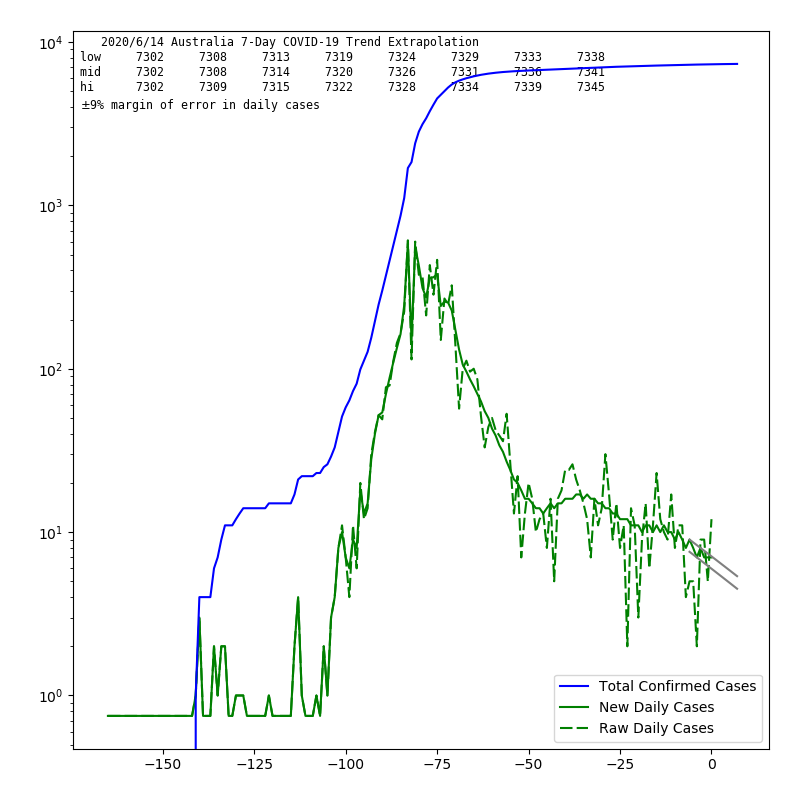 2020/6/14 Australia 7-Day COVID-19 Trend Extrapolation
low 7302 7308 7313 7319 7324 7329 7333 7338
mid 7302 7308 7314 7320 7326 7331 7336 7341
hi 7302 7309 7315 7322 7328 7334 7339 7345
±9% margin of error in daily cases
10^4
10^3
10^2
10^1
10^0
−150 −125 −100 −75 −50 −25 0
Total Confirmed Cases
New Daily Cases
Raw Daily Cases